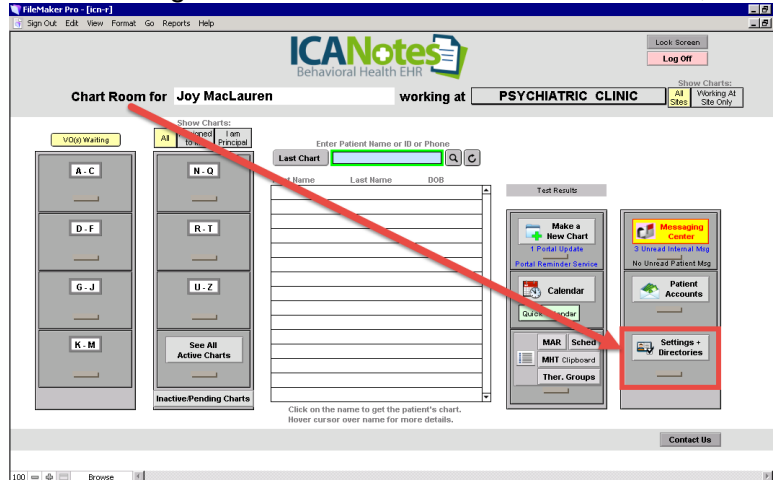 FileMaker Pro - [icn-r]
Sign Out Edit View Format Go Reports Help
ICANotes
Behavioral Health EHR
Lock Screen
Log Off
Chart Room for Joy MacLauren working at PSYCHIATRIC CLINIC
Show Charts:
All Sites
Working At Site Only
VO(s) Waiting
Show Charts:
All
to Me
I am Principal
Enter Patient Name or ID or Phone
Last Chart
Last Name DOB
Test Results
A - C
N - Q
D - F
R - T
G - J
U - Z
K - M
See All
Active Charts
Inactive/Pending Charts
Make a
New Chart
1 Portal Update
Portal Reminder Service
Messaging
Center
3 Unread Internal Msg
No Unread Patient Msg
Calendar
Patient
Accounts
MAR Sched
MHT Clipboard
Ther. Groups
Settings +
Directories
Click on the name to get the patient's chart.
Hover cursor over name for more details.
Contact Us
100 Browse